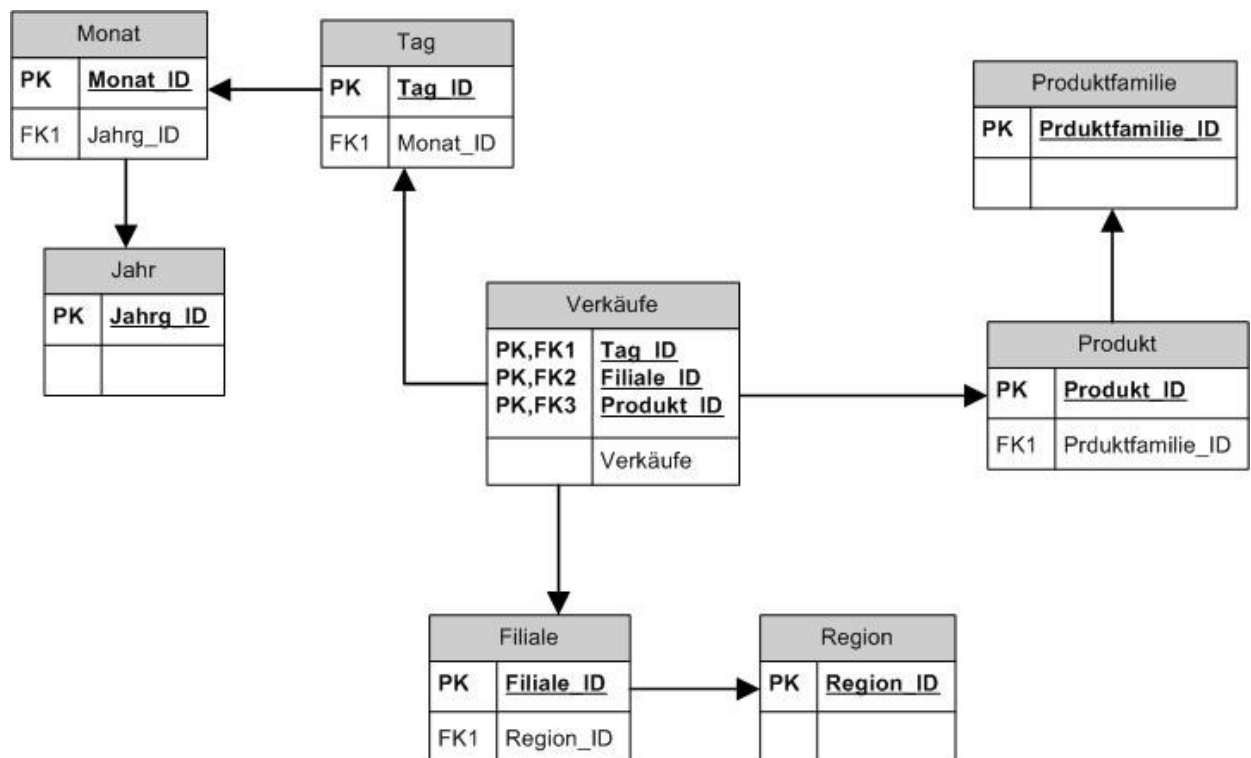 Monat
PK Monat_ID
FK1 Jahrg_ID
Tag
PK Tag_ID
FK1 Monat_ID
Produktfamilie
PK Prduktfamilie_ID
Jahr
PK Jahrg_ID
Verkäufe
PK,FK1 Tag_ID
PK,FK2 Filiale_ID
PK,FK3 Produkt_ID
Verkäufe
Produkt
PK Produkt_ID
FK1 Prduktfamilie_ID
Filiale
PK Filiale_ID
FK1 Region_ID
Region
PK Region_ID